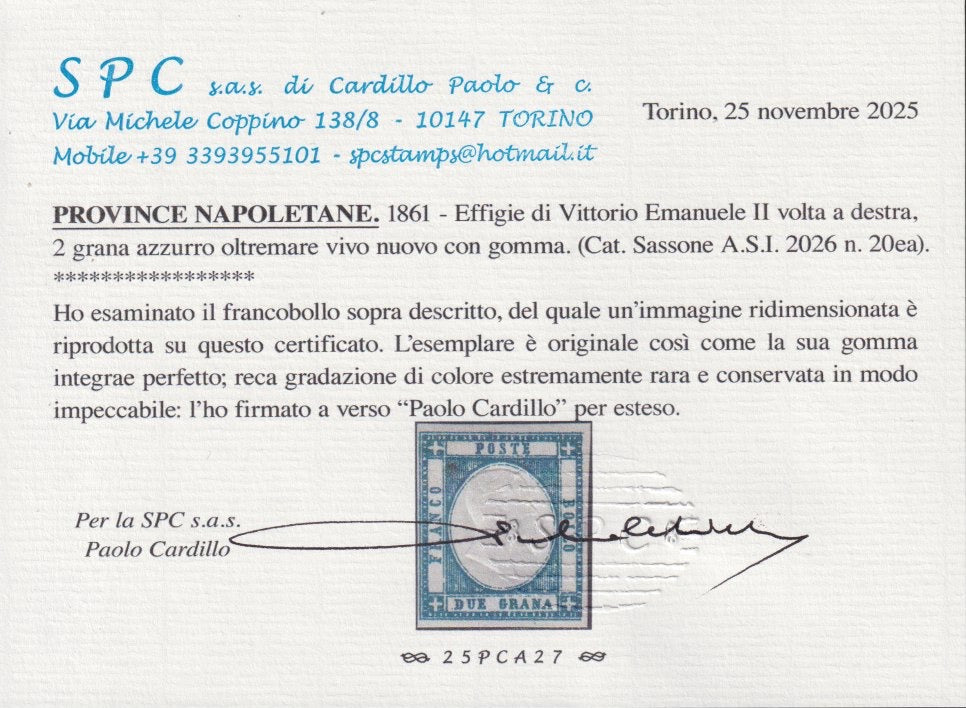 SPC s.a.s. di Cardillo Paolo & c.
Via Michele Coppino 138/8 - 10147 TORINO
Mobile +39 3393955101 - spcstamps@hotmail.it
Torino, 25 novembre 2025
PROVINCE NAPOLETANE. 1861 - Effigie di Vittorio Emanuele II volta a destra,
2 grana azzurro oltremare vivo nuovo con gomma. (Cat. Sassone A.S.I. 2026 n. 20ea).
*****************
Ho esaminato il francobollo sopra descritto, del quale un'immagine ridimensionata è
riprodotta su questo certificato. L'esemplare è originale così come la sua gomma
integrae perfetto; reca gradazione di colore estremamente rara e conservata in modo
impeccabile: l'ho firmato a verso “Paolo Cardillo” per esteso.
POSTE
FRANCO
BOLLO
DUE GRANA
SPC
Per la SPC s.a.s.
Paolo Cardillo
25PCA27